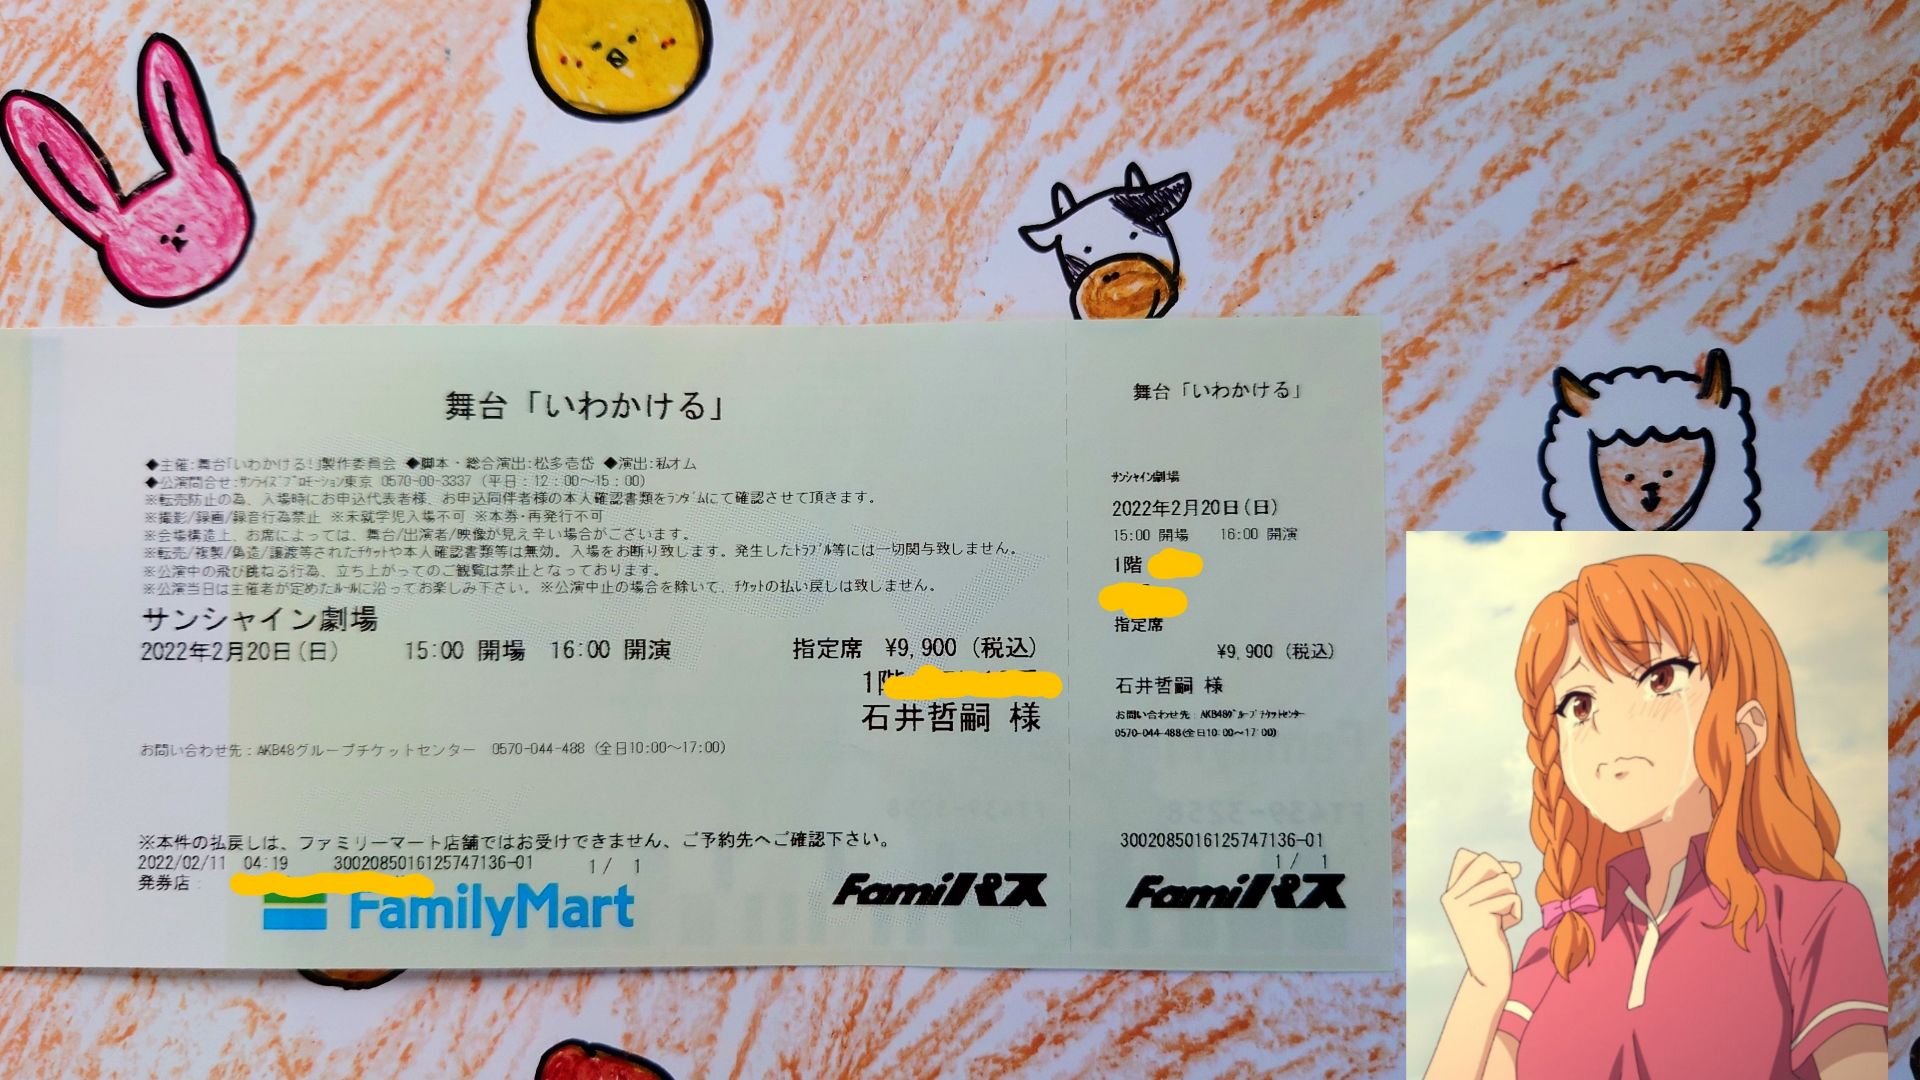 舞台「いわかける」
◆主催:舞台「いわかける!」製作委員会 ◆脚本・総合演出:松多壱岱 ◆演出:私オム
◆公演問合せ:ｻﾝﾗｲｽﾞﾌﾟﾛﾓｰｼｮﾝ東京 0570-00-3337 (平日:12:00～15:00)
※転売防止の為、入場時にお申込代表者様、お申込同伴者様の本人確認書類をﾗﾝﾀﾞﾑにて確認させて頂きます。
※撮影/録画/録音行為禁止 ※未就学児入場不可 ※本券・再発行不可
※会場構造上、お席によっては、舞台/出演者/映像が見え辛い場合がございます。
※転売/複製/偽造/譲渡等されたﾁｹｯﾄや本人確認書類等は無効。入場をお断り致します。発生したﾄﾗﾌﾞﾙ等には一切関与致しません。
※公演中の飛び跳ねる行為、立ち上がってのご観覧は禁止となっております。
※公演当日は主催者が定めたﾙｰﾙに沿ってお楽しみ下さい。※公演中止の場合を除いて、ﾁｹｯﾄの払い戻しは致しません。
サンシャイン劇場
2022年2月20日(日) 15:00 開場 16:00 開演 指定席 ¥9,900 (税込)
1階
石井哲嗣 様
お問い合わせ先:AKB48グループチケットセンター 0570-044-488 (全日10:00～17:00)
※本件の払戻しは、ファミリーマート店舗ではお受けできません、ご予約先へご確認下さい。
2022/02/11 04:19 3002085016125747136-01 1/ 1
発券店:
FamilyMart
Famiパス
舞台「いわかける」
ｻﾝｼｬｲﾝ劇場
2022年2月20日(日)
15:00 開場 16:00 開演
1階
指定席
¥9,900 (税込)
石井哲嗣 様
お問い合わせ先:AKB48ｸﾞﾙｰﾌﾟﾁｹｯﾄｾﾝﾀｰ
0570-044-488(全日10:00～17:00)
3002085016125747136-01
1/ 1
Famiパス